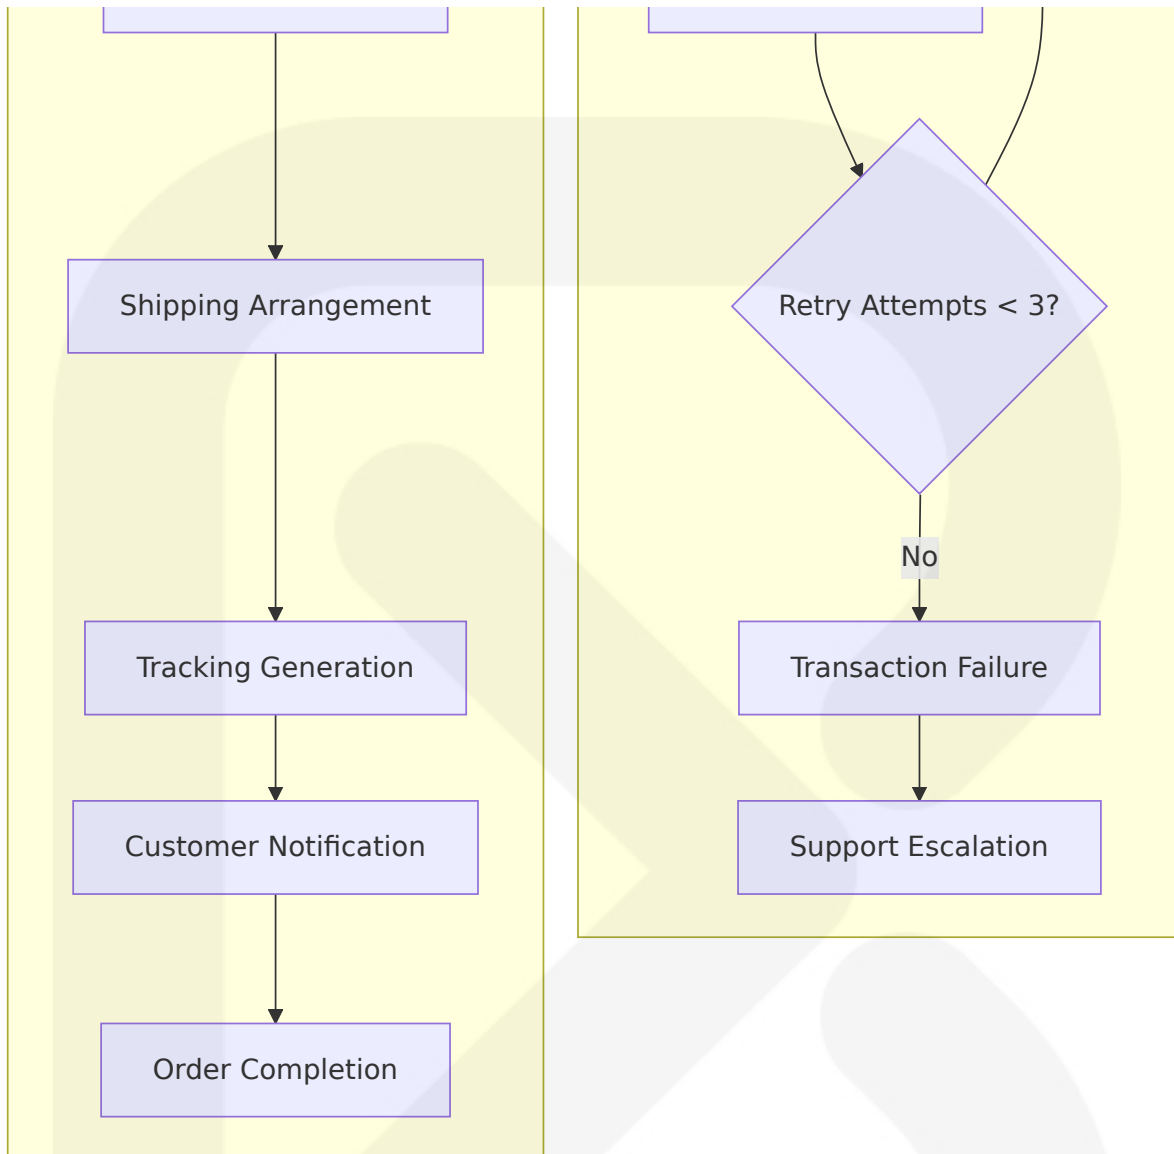 Shipping Arrangement
Tracking Generation
Customer Notification
Order Completion
Retry Attempts < 3?
No
Transaction Failure
Support Escalation